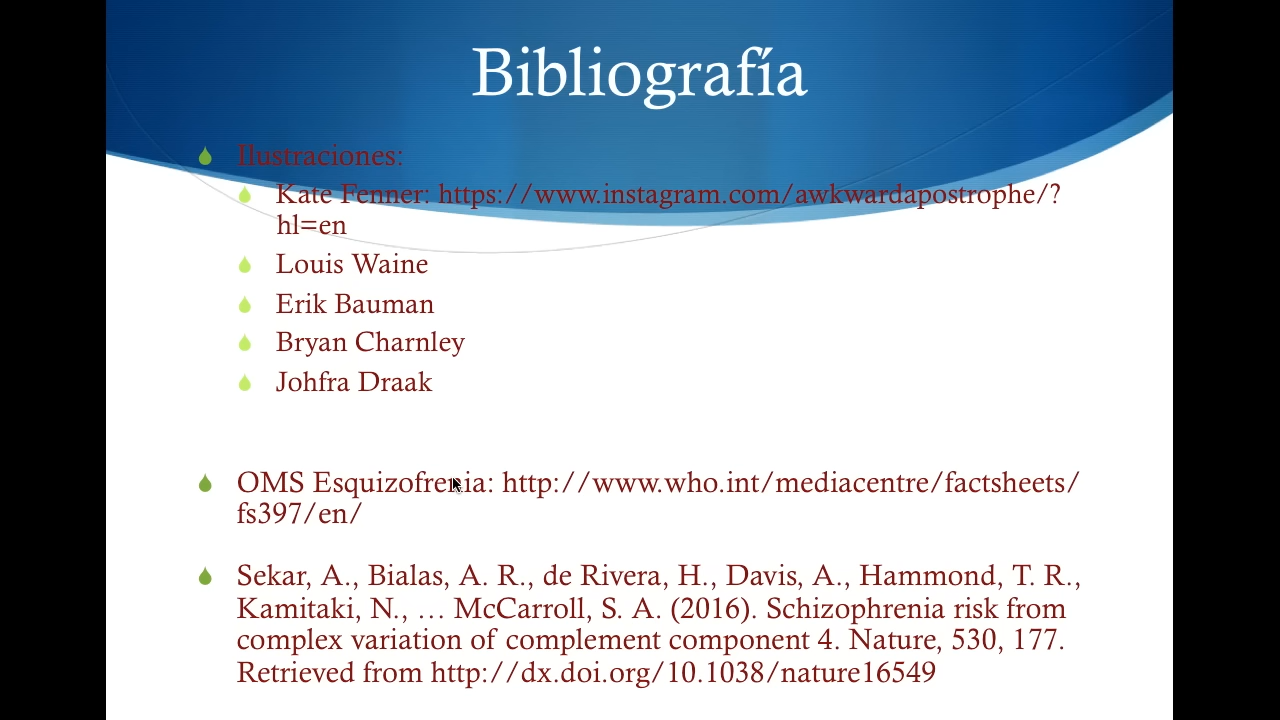 Bibliografía
Ilustraciones:
Kate Fenner: https://www.instagram.com/awkwardapostrophe/?
hl=en
Louis Waine
Erik Bauman
Bryan Charnley
Johfra Draak
OMS Esquizofrenia: http://www.who.int/mediacentre/factsheets/
fs397/en/
Sekar, A., Bialas, A. R., de Rivera, H., Davis, A., Hammond, T. R.,
Kamitaki, N., … McCarroll, S. A. (2016). Schizophrenia risk from
complex variation of complement component 4. Nature, 530, 177.
Retrieved from http://dx.doi.org/10.1038/nature16549